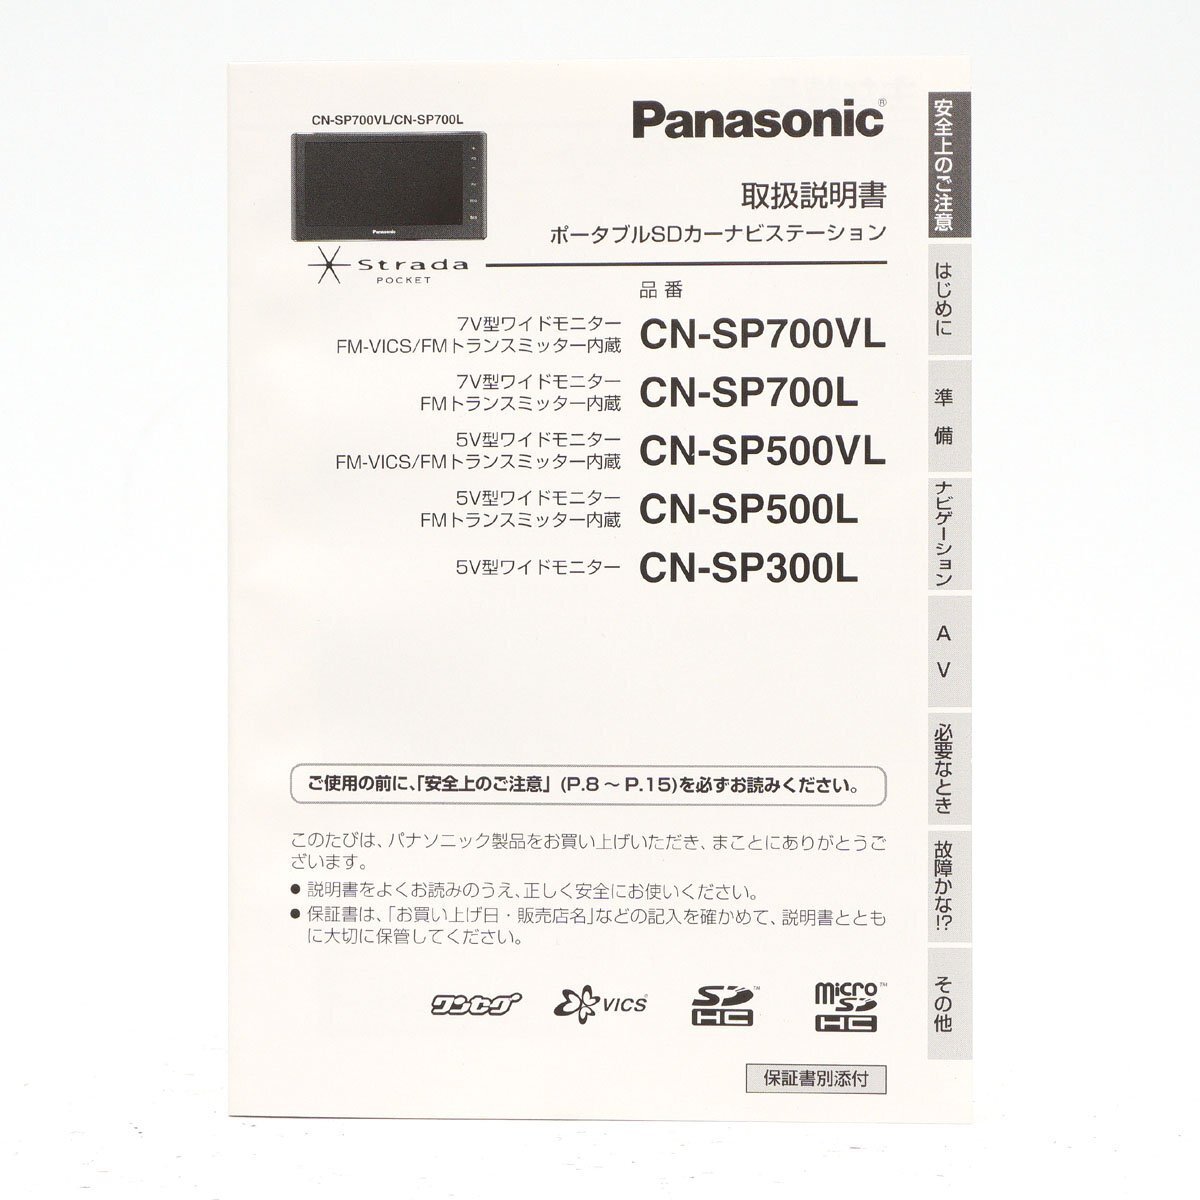 CN-SP700VL/CN-SP700L
Panasonic
Strada
POCKET
Panasonic®
取扱説明書
ポータブルSDカーナビステーション
品番
7V型ワイドモニター
FM-VICS/FMトランスミッター内蔵
CN-SP700VL
7V型ワイドモニター
FMトランスミッター内蔵
CN-SP700L
5V型ワイドモニター
FM-VICS/FMトランスミッター内蔵
CN-SP500VL
5V型ワイドモニター
FMトランスミッター内蔵
CN-SP500L
5V型ワイドモニター
CN-SP300L
ご使用の前に、「安全上のご注意」(P.8 ~ P.15)を必ずお読みください。
このたびは、パナソニック製品をお買い上げいただき、まことにありがとうご
ざいます。
● 説明書をよくお読みのうえ、正しく安全にお使いください。
● 保証書は、「お買い上げ日・販売店名」などの記入を確かめて、説明書ととも
に大切に保管してください。
ワンセグ
VICS®
SD™
HC
micro™
SD
HC
保証書別添付
安全上のご注意
はじめに
準備
ナビゲーション
AV
必要なとき
故障かな!?
その他